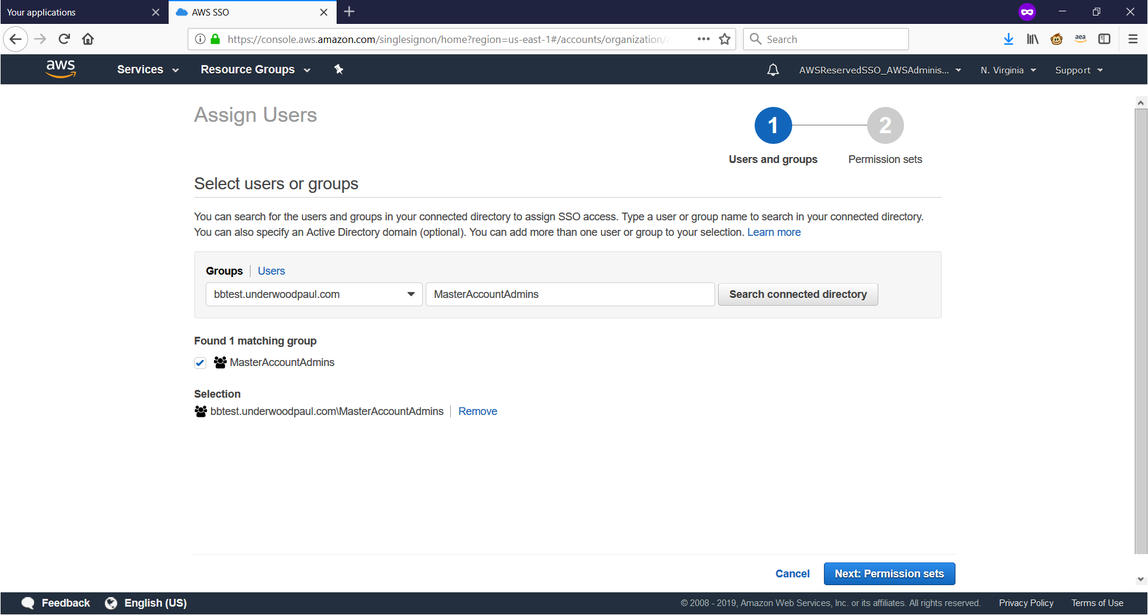 Your applications
AWS SSO
https://console.aws.amazon.com/singlesignon/home?region=us-east-1#/accounts/organization/
Search
aws
Services
Resource Groups
AWSReservedSSO_AWSAdminis...
N. Virginia
Support
Assign Users
1
2
Users and groups
Permission sets
Select users or groups
You can search for the users and groups in your connected directory to assign SSO access. Type a user or group name to search in your connected directory.
You can also specify an Active Directory domain (optional). You can add more than one user or group to your selection. Learn more
Groups | Users
bbtest.underwoodpaul.com
MasterAccountAdmins
Search connected directory
Found 1 matching group
MasterAccountAdmins
Selection
bbtest.underwoodpaul.com\MasterAccountAdmins | Remove
Cancel
Next: Permission sets
Feedback
English (US)
© 2008 - 2019, Amazon Web Services, Inc. or its affiliates. All rights reserved.
Privacy Policy
Terms of Use